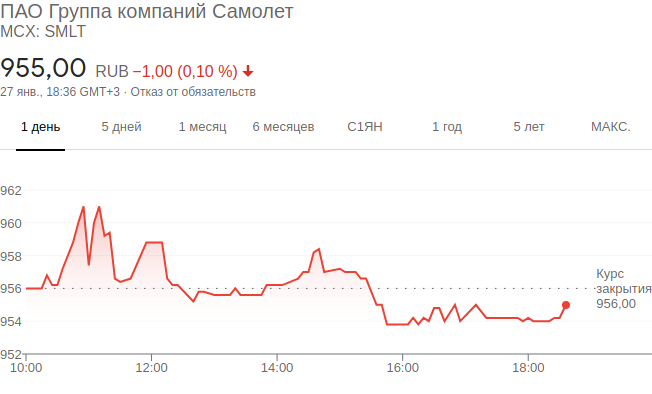 ПАО Группа компаний Самолет
MCX: SMLT
955,00 RUB −1,00 (0,10 %)
27 янв., 18:36 GMT+3 · Отказ от обязательств
1 день 5 дней 1 месяц 6 месяцев С1ЯН 1 год 5 лет МАКС.
962
960
958
Курс
956 закрытия
956,00
954
952
10:00 12:00 14:00 16:00 18:00